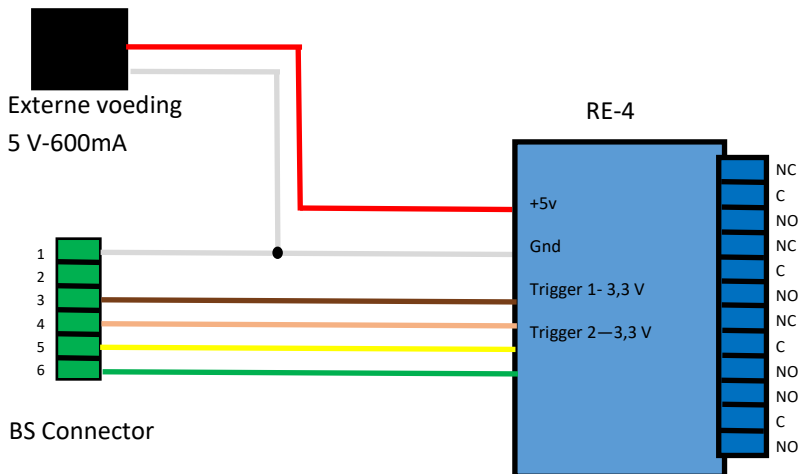 Externe voeding
5 V-600mA
RE-4
+5v
Gnd
Trigger 1- 3,3 V
Trigger 2—3,3 V
1
2
3
4
5
6
BS Connector
NC
C
NO
NC
C
NO
NC
C
NO
NO
C
NO